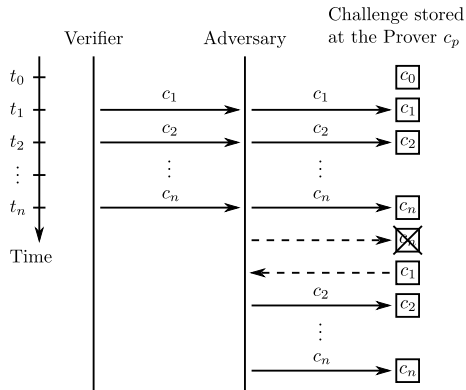 Challenge stored
Verifier Adversary at the Prover c_p
t_0 c_0
t_1 c_1 c_1 c_1
t_2 c_2 c_2 c_2
⋮ ⋮ ⋮
t_n c_n c_n c_n
c_n
Time c_1
c_2 c_2
⋮
c_n c_n